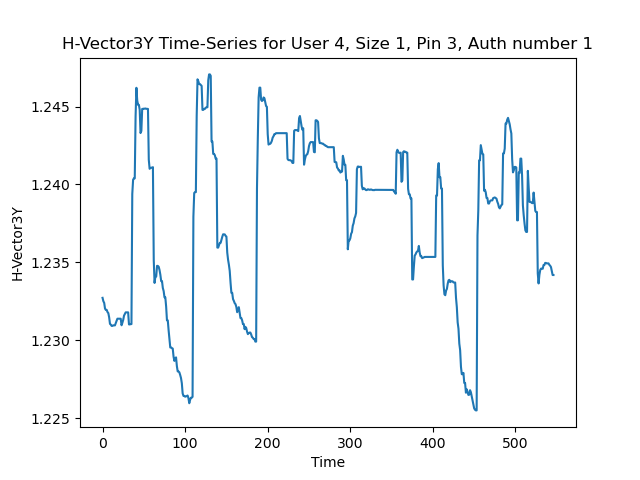 H-Vector3Y Time-Series for User 4, Size 1, Pin 3, Auth number 1
1.245
1.240
1.235
1.230
1.225
H-Vector3Y
0 100 200 300 400 500
Time